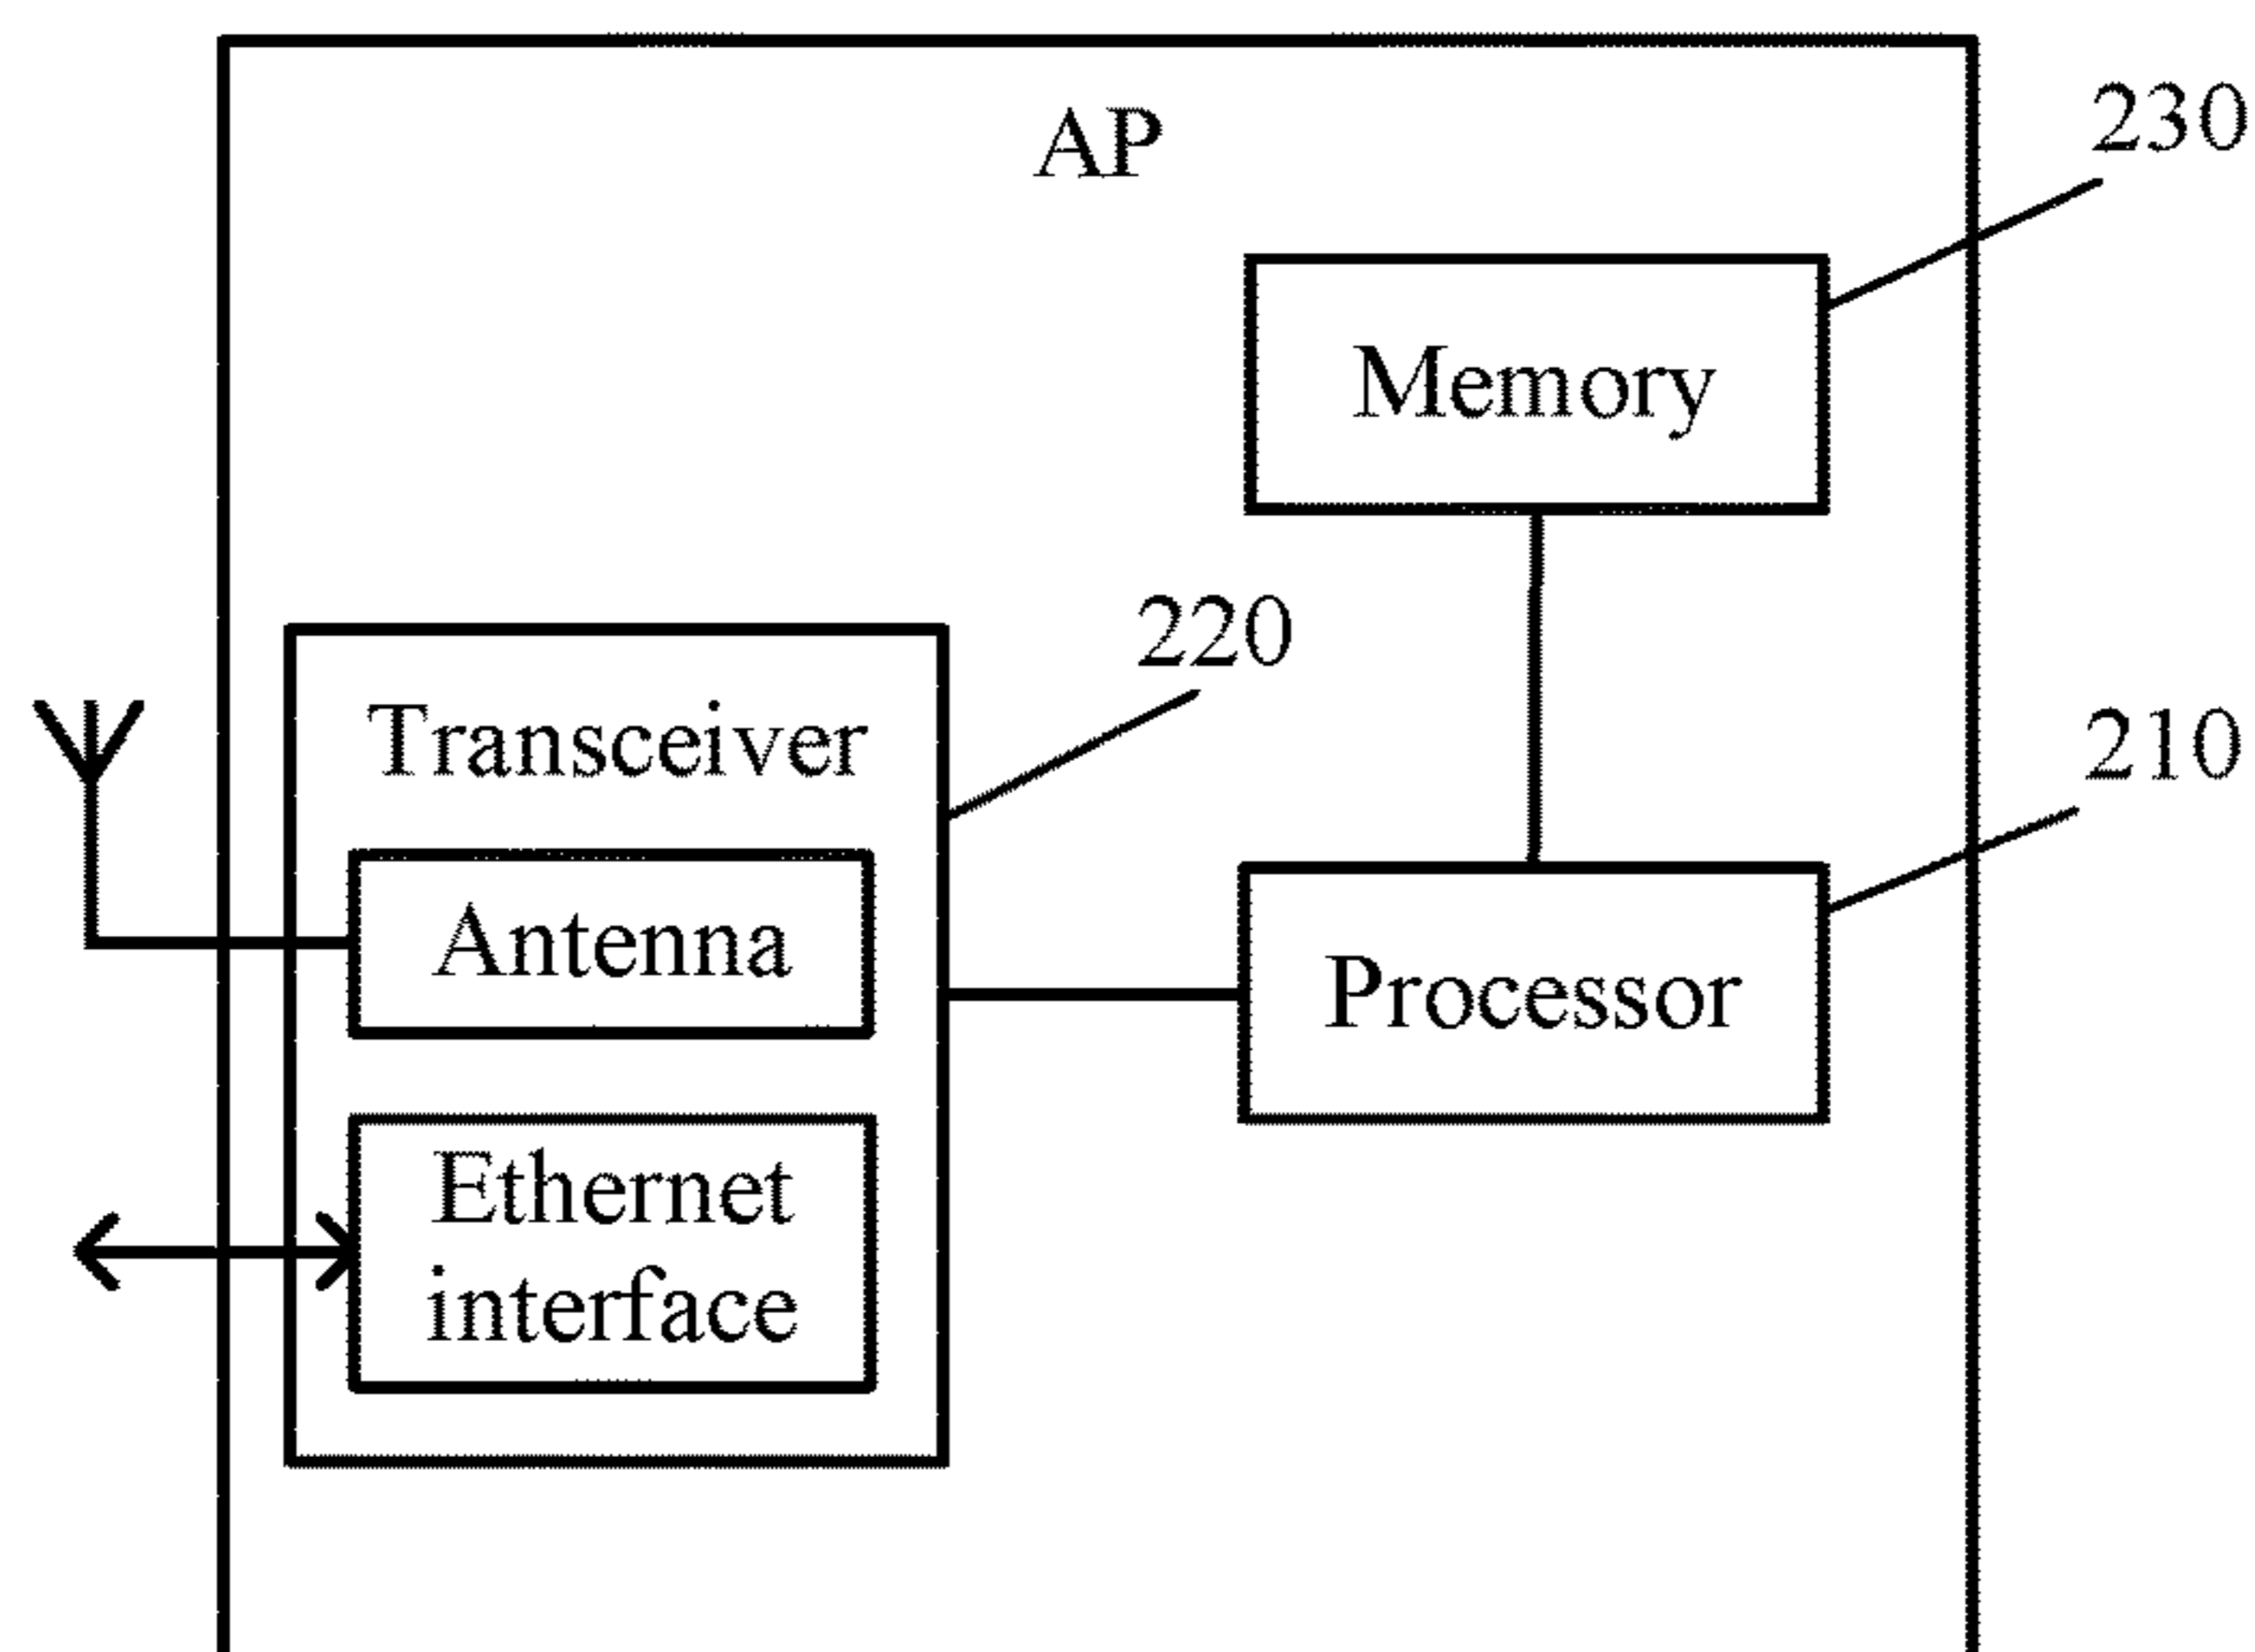 AP
230
Memory
220
Transceiver
210
Antenna
Processor
Ethernet
interface